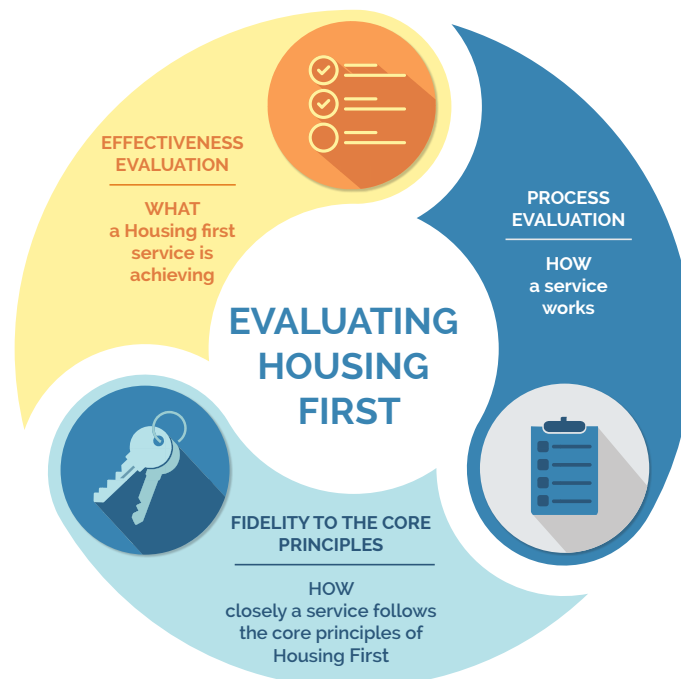 EFFECTIVENESS
EVALUATION
WHAT
a Housing first
service is
achieving
PROCESS
EVALUATION
HOW
a service
works
EVALUATING
HOUSING
FIRST
FIDELITY TO THE CORE
PRINCIPLES
HOW
closely a service follows
the core principles of
Housing First